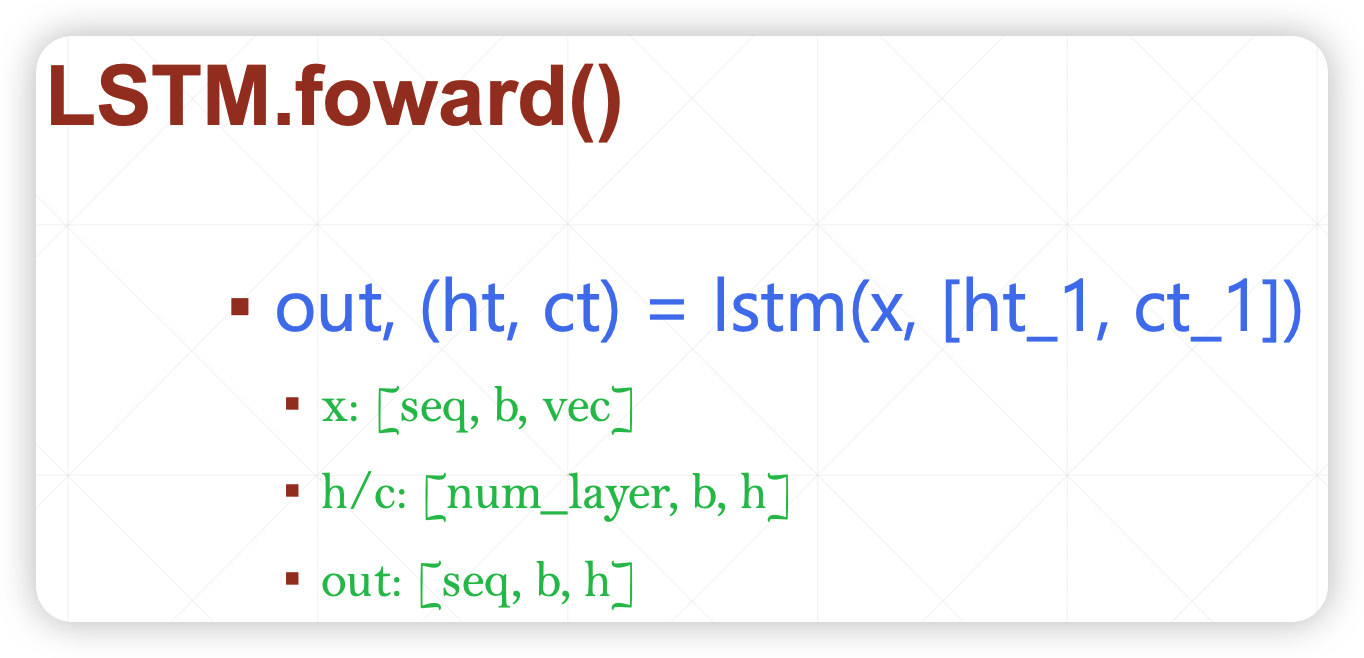 LSTM.foward()
▪ out, (ht, ct) = lstm(x, [ht_1, ct_1])
▪ x: [seq, b, vec]
▪ h/c: [num_layer, b, h]
▪ out: [seq, b, h]